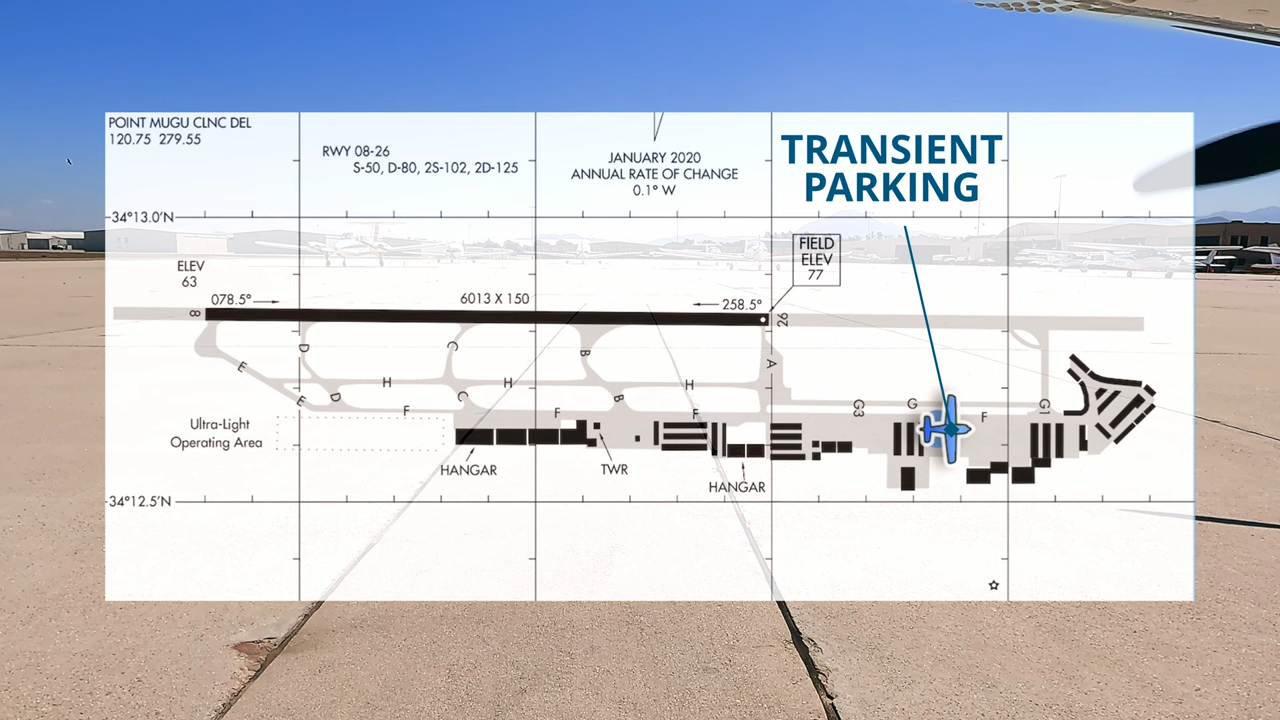 POINT MUGU CLNC DEL
120.75 279.55
RWY 08-26
S-50, D-80, 2S-102, 2D-125
JANUARY 2020
ANNUAL RATE OF CHANGE
0.1° W
TRANSIENT
PARKING
34°13.0'N
ELEV
63
FIELD
ELEV
77
078.5°
6013 X 150
258.5°
8
26
D
C
B
A
E
H
H
H
E
D
C
B
F
F
F
G3
G
F
G1
Ultra-Light
Operating Area
HANGAR
TWR
HANGAR
34°12.5'N